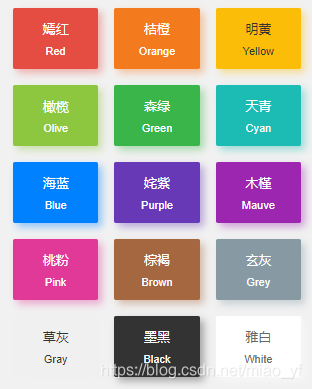 嫣红
Red
桔橙
Orange
明黄
Yellow
橄榄
Olive
森绿
Green
天青
Cyan
海蓝
Blue
姹紫
Purple
木槿
Mauve
桃粉
Pink
棕褐
Brown
玄灰
Grey
草灰
Gray
墨黑
Black
雅白
White
https://blog.csdn.net/miao_yf